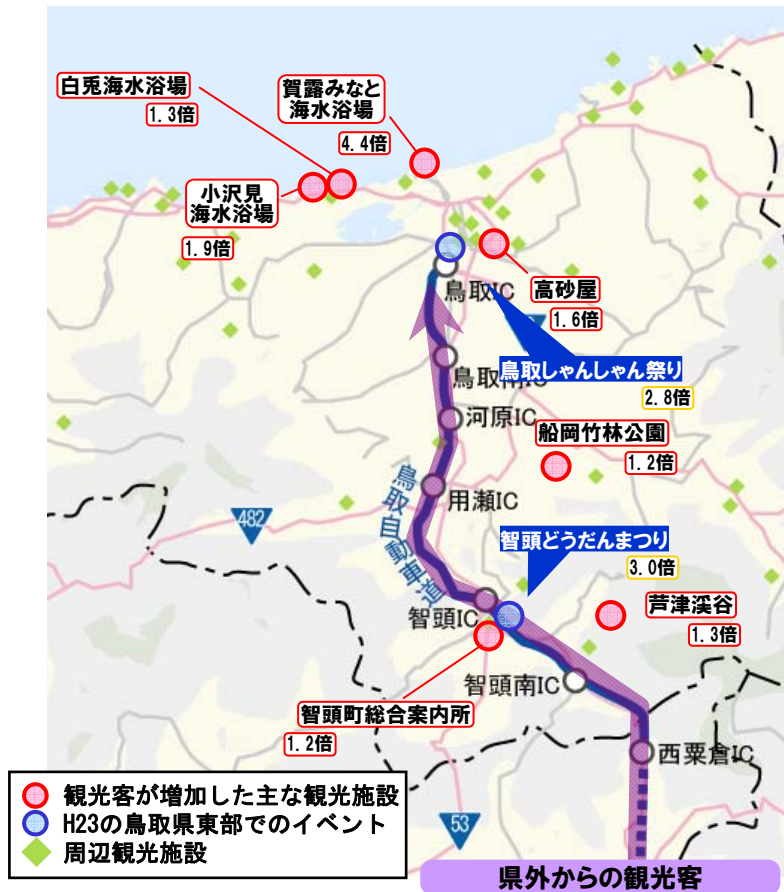 白兎海水浴場
1.3倍
賀露みなと
海水浴場
4.4倍
小沢見
海水浴場
1.9倍
鳥取IC
高砂屋
1.6倍
鳥取しゃんしゃん祭り
2.8倍
河原IC
船岡竹林公園
1.2倍
用瀬IC
482
鳥取自動車道
智頭どうだんまつり
3.0倍
芦津渓谷
1.3倍
智頭IC
智頭南IC
智頭町総合案内所
1.2倍
西粟倉IC
観光客が増加した主な観光施設
H23の鳥取県東部でのイベント
周辺観光施設
53
県外からの観光客